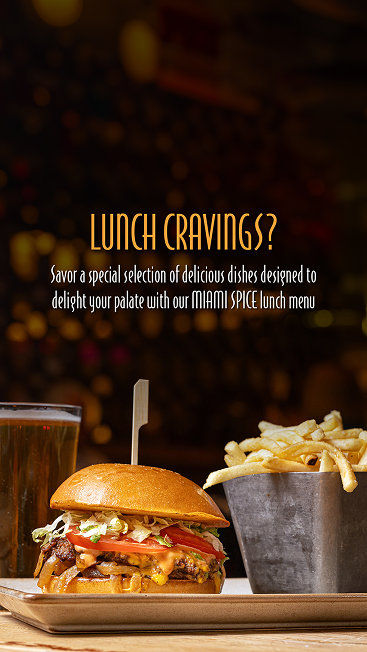 LUNCH CRAVINGS?
Savor a special selection of delicious dishes designed to
delight your palate with our MIAMI SPICE lunch menu